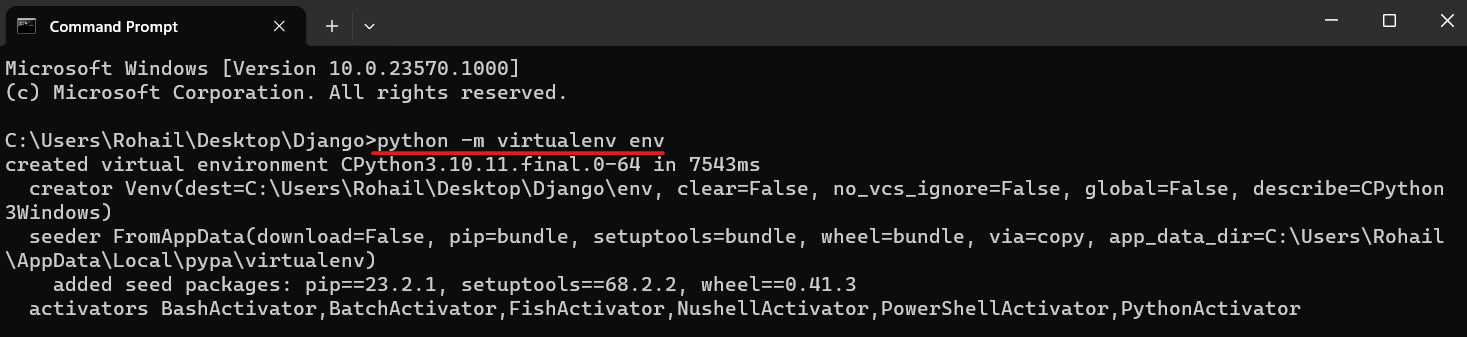 Command Prompt
Microsoft Windows [Version 10.0.23570.1000]
(c) Microsoft Corporation. All rights reserved.
C:\Users\Rohail\Desktop\Django>python -m virtualenv env
created virtual environment CPython3.10.11.final.0-64 in 7543ms
  creator Venv(dest=C:\Users\Rohail\Desktop\Django\env, clear=False, no_vcs_ignore=False, global=False, describe=CPython
3Windows)
  seeder FromAppData(download=False, pip=bundle, setuptools=bundle, wheel=bundle, via=copy, app_data_dir=C:\Users\Rohail
\AppData\Local\pypa\virtualenv)
    added seed packages: pip==23.2.1, setuptools==68.2.2, wheel==0.41.3
  activators BashActivator,BatchActivator,FishActivator,NushellActivator,PowerShellActivator,PythonActivator